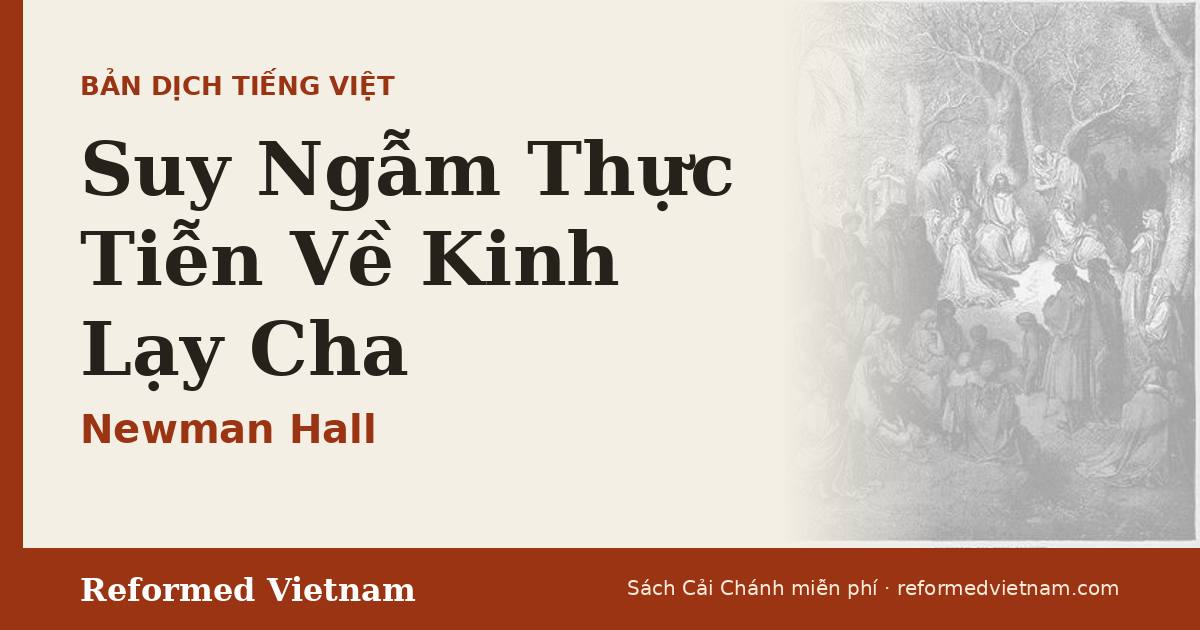 BẢN DỊCH TIẾNG VIỆT
Suy Ngẫm Thực
Tiễn Về Kinh
Lạy Cha
Newman Hall
Reformed Vietnam
Sách Cải Chánh miễn phí · reformedvietnam.com